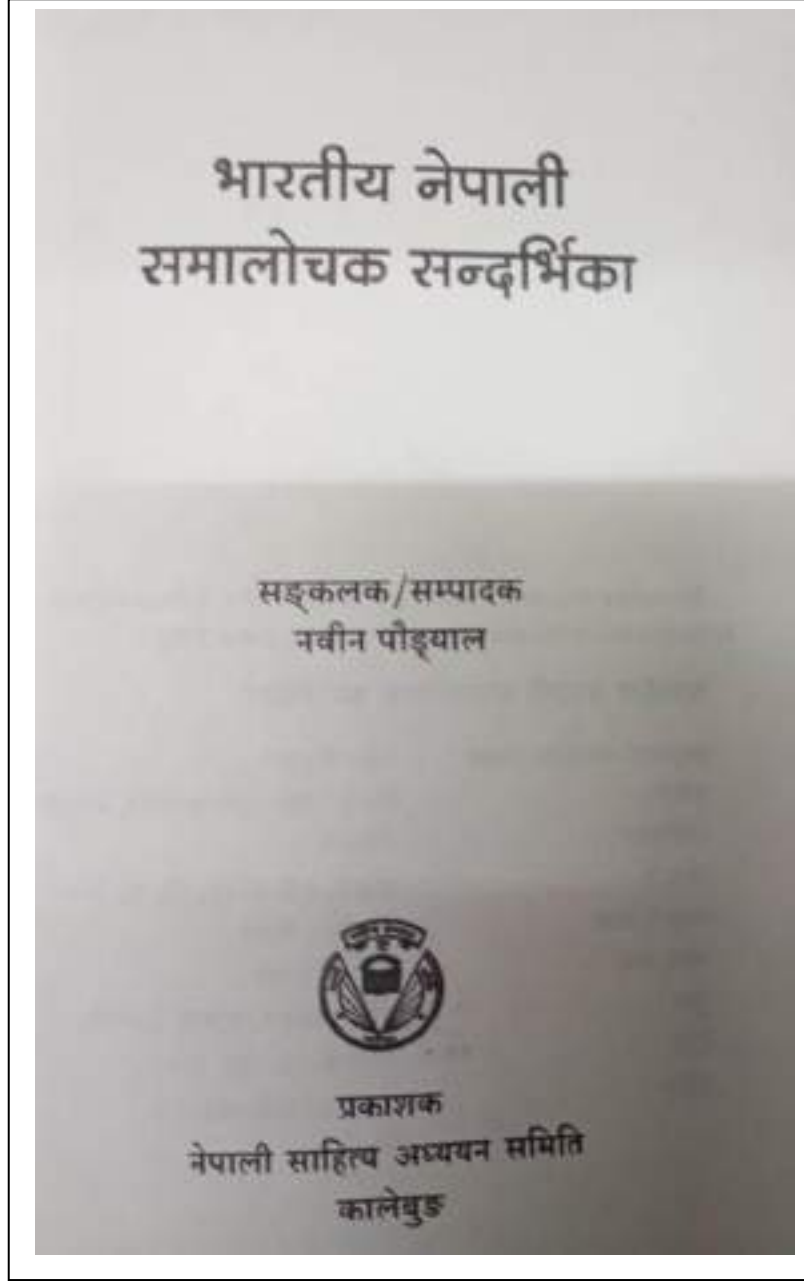 भारतीय नेपाली
समालोचक सन्दर्भिका
सङ्कलक/सम्पादक
नवीन पौड्याल
प्रकाशक
नेपाली साहित्य अध्ययन समिति
कालेबुङ